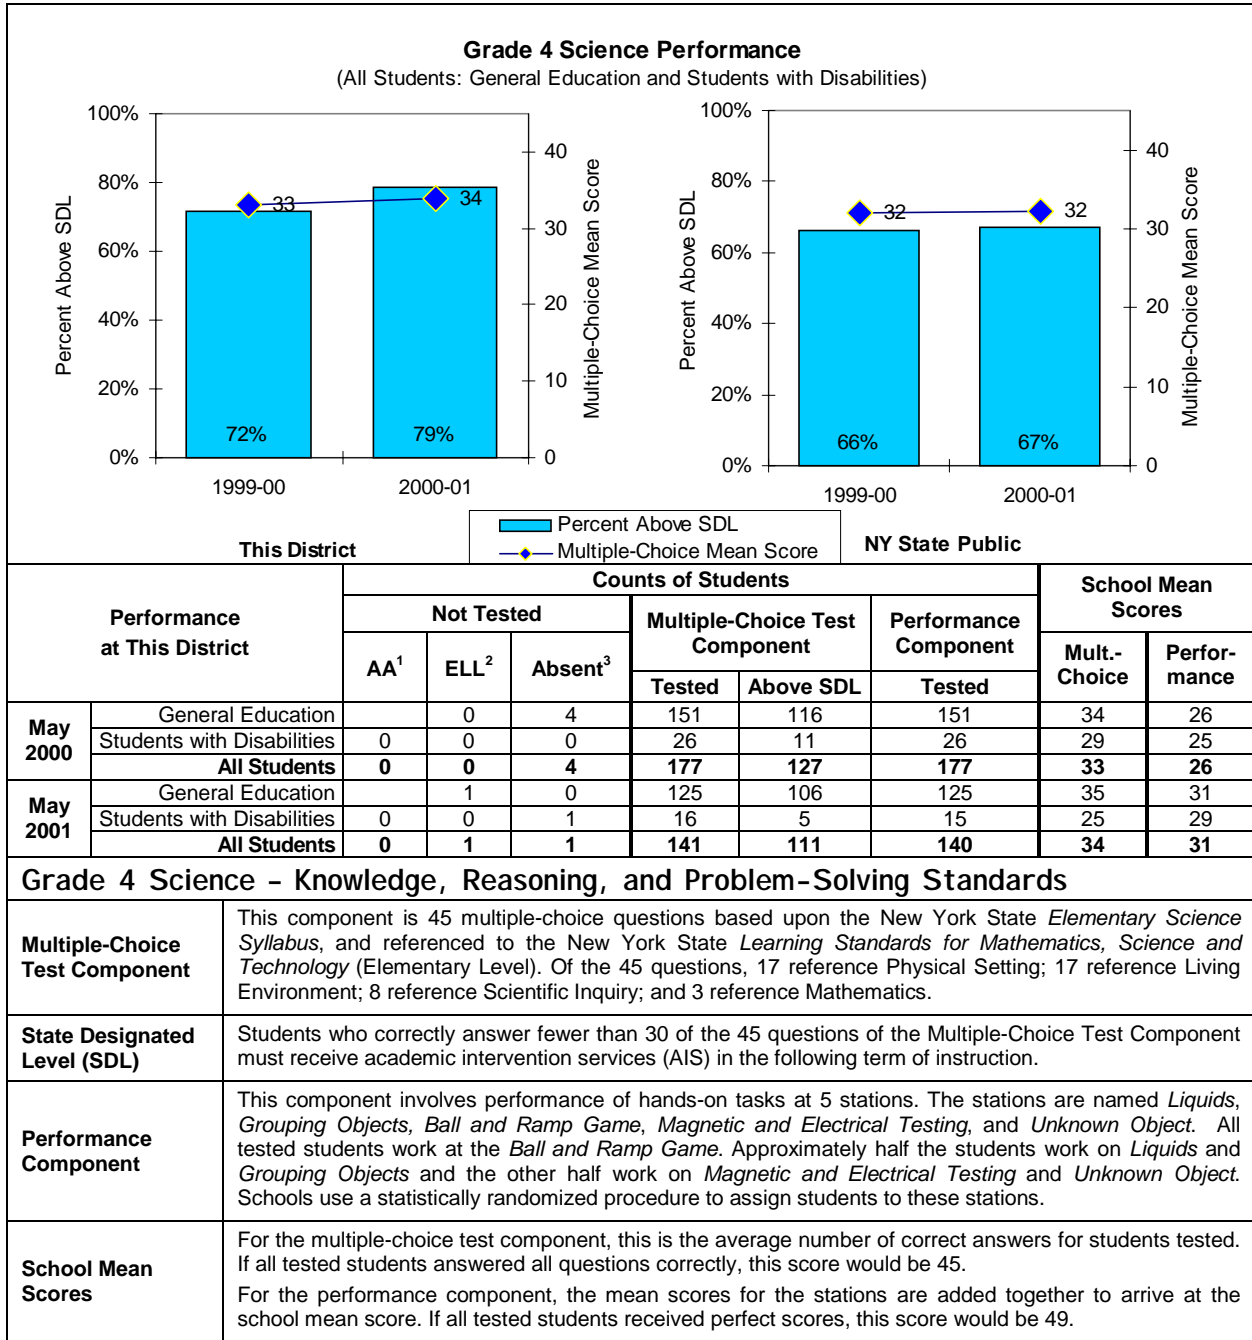 Grade 4 Science Performance
(All Students: General Education and Students with Disabilities)
100%
80%
60%
40%
20%
0%
Percent Above SDL
33
34
72%
79%
1999-00
2000-01
40
30
20
10
0
Multiple-Choice Mean Score
This District
100%
80%
60%
40%
20%
0%
Percent Above SDL
32
32
66%
67%
1999-00
2000-01
40
30
20
10
0
Multiple-Choice Mean Score
NY State Public
Percent Above SDL
Multiple-Choice Mean Score
Performance
at This District
Counts of Students
School Mean
Scores
Not Tested
Multiple-Choice Test
Component
Performance
Component
Mult.-
Choice
Perfor-
mance
AA1 ELL2 Absent3
Tested Above SDL Tested
May
2000
General Education 0 4 151 116 151 34 26
Students with Disabilities 0 0 0 26 11 26 29 25
All Students 0 0 4 177 127 177 33 26
May
2001
General Education 1 0 125 106 125 35 31
Students with Disabilities 0 0 1 16 5 15 25 29
All Students 0 1 1 141 111 140 34 31
Grade 4 Science – Knowledge, Reasoning, and Problem-Solving Standards
Multiple-Choice
Test Component
This component is 45 multiple-choice questions based upon the New York State Elementary Science
Syllabus, and referenced to the New York State Learning Standards for Mathematics, Science and
Technology (Elementary Level). Of the 45 questions, 17 reference Physical Setting; 17 reference Living
Environment; 8 reference Scientific Inquiry; and 3 reference Mathematics.
State Designated
Level (SDL)
Students who correctly answer fewer than 30 of the 45 questions of the Multiple-Choice Test Component
must receive academic intervention services (AIS) in the following term of instruction.
Performance
Component
This component involves performance of hands-on tasks at 5 stations. The stations are named Liquids,
Grouping Objects, Ball and Ramp Game, Magnetic and Electrical Testing, and Unknown Object. All
tested students work at the Ball and Ramp Game. Approximately half the students work on Liquids and
Grouping Objects and the other half work on Magnetic and Electrical Testing and Unknown Object.
Schools use a statistically randomized procedure to assign students to these stations.
School Mean
Scores
For the multiple-choice test component, this is the average number of correct answers for students tested.
If all tested students answered all questions correctly, this score would be 45.
For the performance component, the mean scores for the stations are added together to arrive at the
school mean score. If all tested students received perfect scores, this score would be 49.